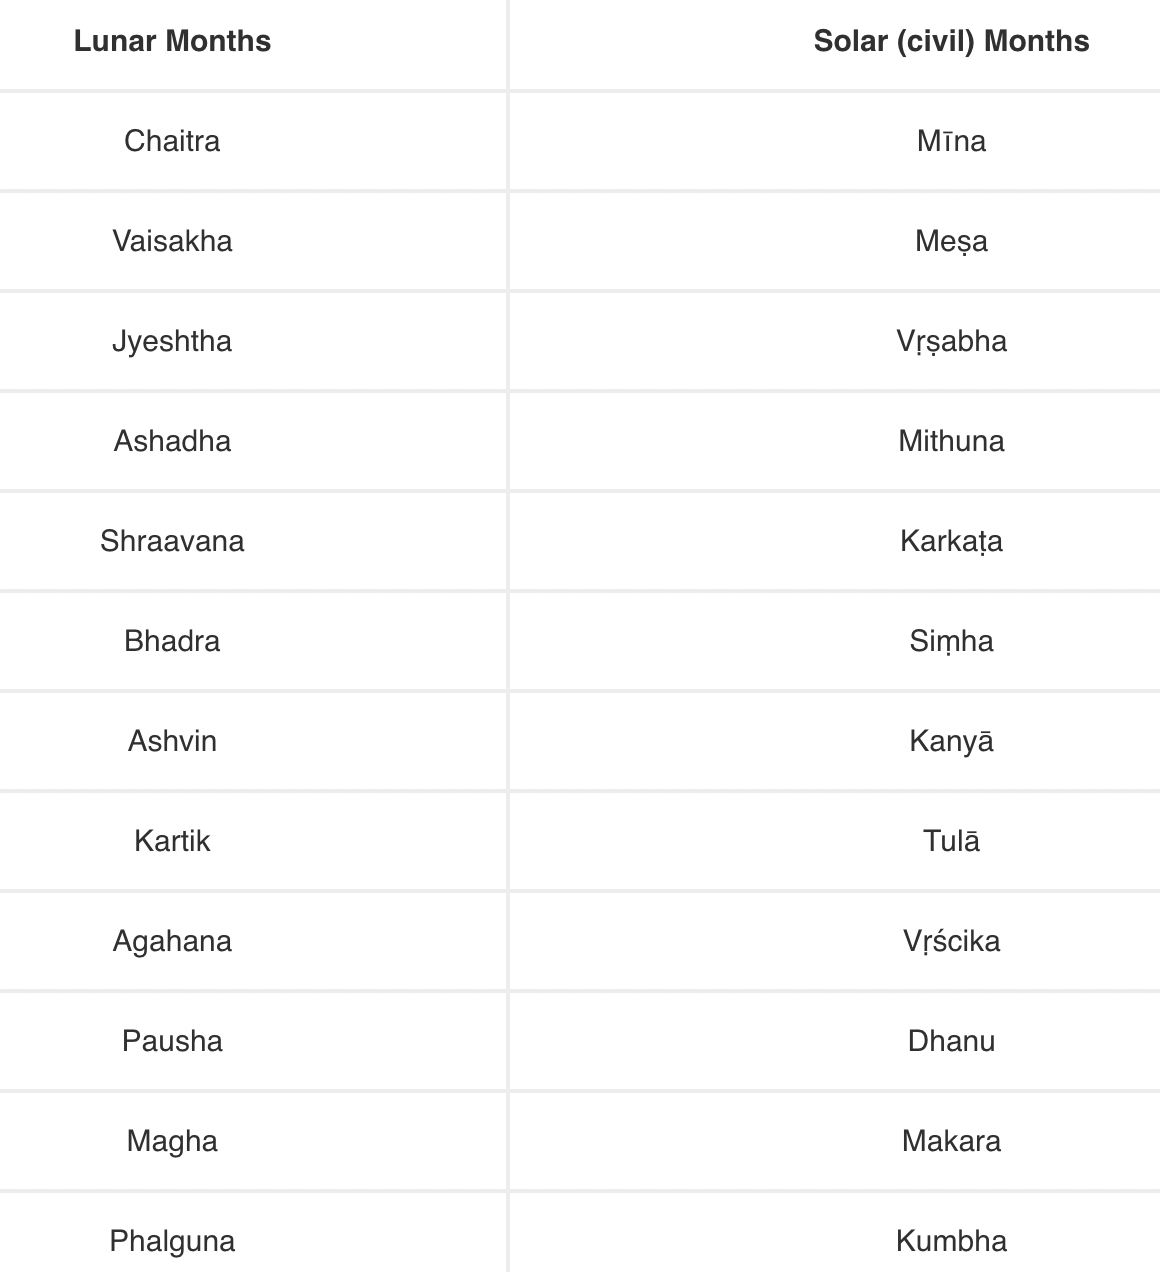 Lunar Months Solar (civil) Months
Chaitra Mīna
Vaisakha Meṣa
Jyeshtha Vṛṣabha
Ashadha Mithuna
Shraavana Karkaṭa
Bhadra Siṃha
Ashvin Kanyā
Kartik Tulā
Agahana Vṛścika
Pausha Dhanu
Magha Makara
Phalguna Kumbha